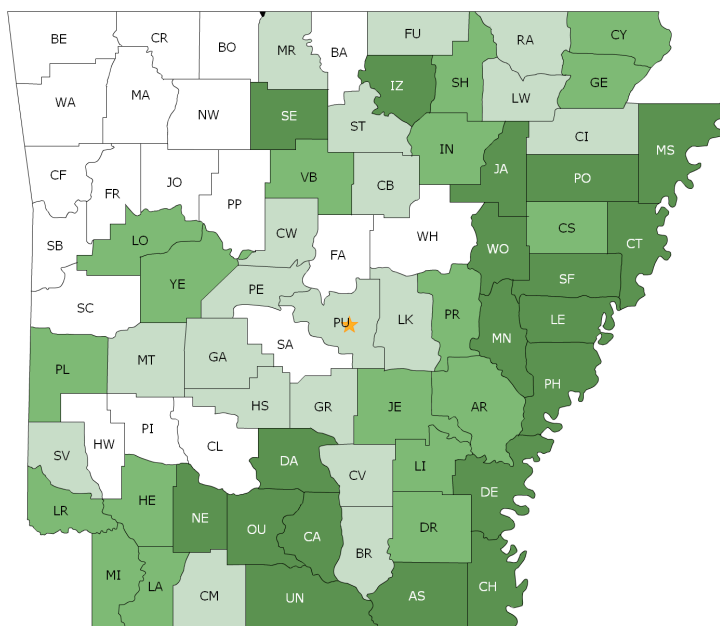 BE
CR
BO
MR
BA
FU
RA
CY
WA
MA
NW
SE
IZ
SH
LW
GE
ST
CI
CF
FR
JO
PP
VB
CB
IN
JA
PO
MS
SB
LO
CW
FA
WH
WO
CS
CT
SC
YE
PE
PU
LK
PR
SF
MN
LE
PL
MT
GA
SA
PH
SV
HW
PI
CL
HS
GR
JE
AR
LR
HE
NE
DA
CV
LI
DE
OU
CA
BR
DR
MI
LA
CM
UN
AS
CH